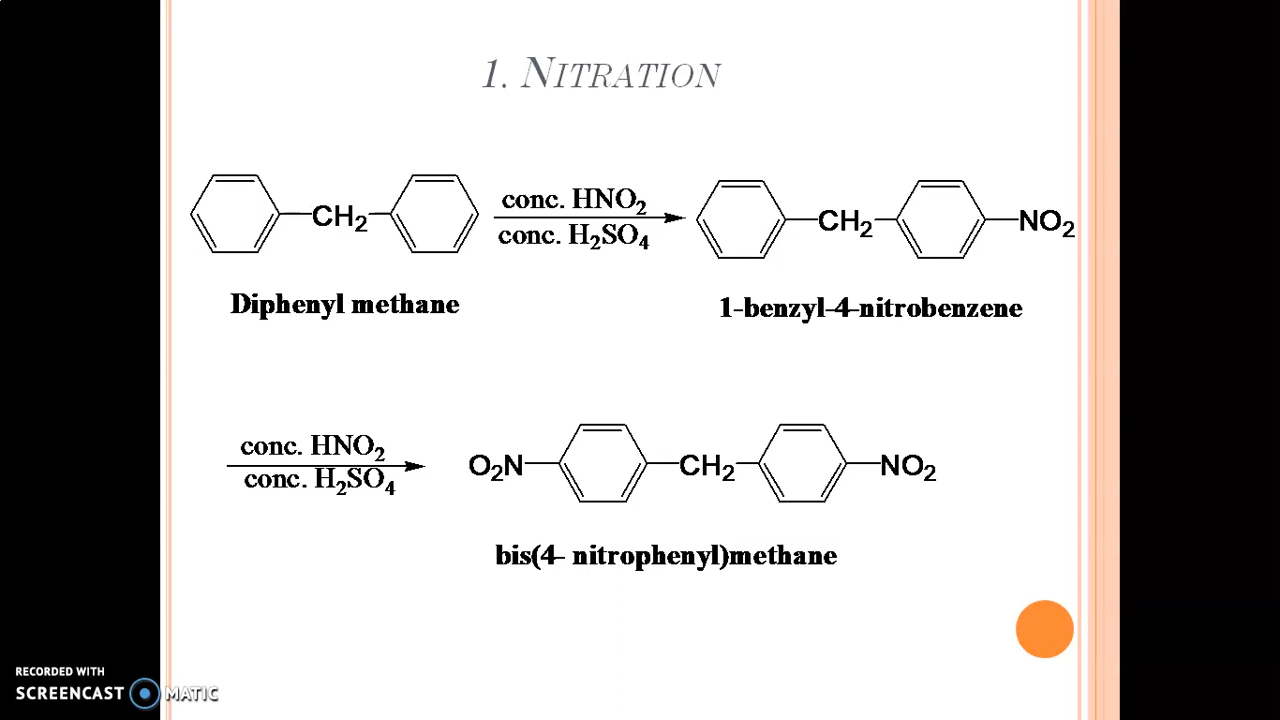 1. NITRATION
CH2
conc. HNO2
conc. H2SO4
CH2 NO2
Diphenyl methane
1-benzyl-4-nitrobenzene
conc. HNO2
conc. H2SO4
O2N CH2 NO2
bis(4- nitrophenyl)methane
RECORDED WITH
SCREENCAST MATIC